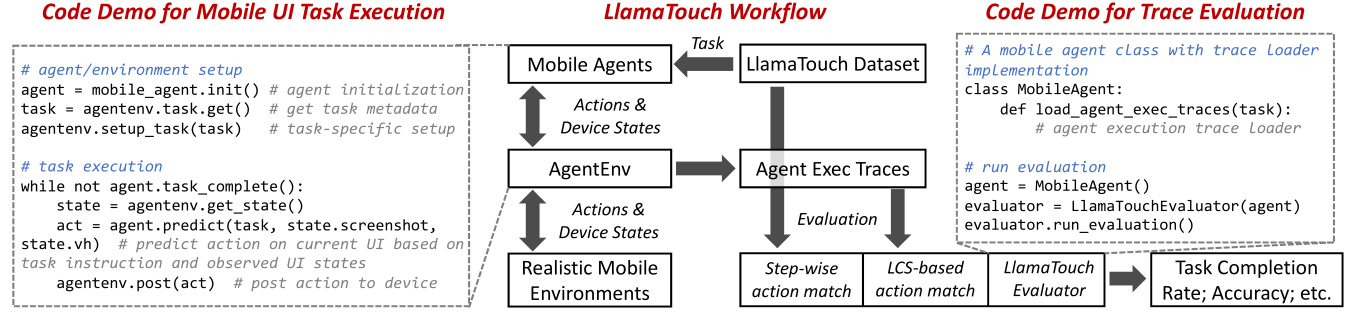 Code Demo for Mobile UI Task Execution
# agent/environment setup
agent = mobile_agent.init() # agent initialization
task = agentenv.task.get() # get task metadata
agentenv.setup_task(task) # task-specific setup
# task execution
while not agent.task_complete():
state = agentenv.get_state()
act = agent.predict(task, state.screenshot,
state.vh) # predict action on current UI based on
task instruction and observed UI states
agentenv.post(act) # post action to device
LlamaTouch Workflow
Task
Mobile Agents
LlamaTouch Dataset
Actions &
Device States
AgentEnv
Agent Exec Traces
Actions &
Device States
Evaluation
Realistic Mobile
Environments
Step-wise
action match
LCS-based
action match
LlamaTouch
Evaluator
Task Completion
Rate; Accuracy; etc.
Code Demo for Trace Evaluation
# A mobile agent class with trace loader
implementation
class MobileAgent:
def load_agent_exec_traces(task):
# agent execution trace loader
# run evaluation
agent = MobileAgent()
evaluator = LlamaTouchEvaluator(agent)
evaluator.run_evaluation()